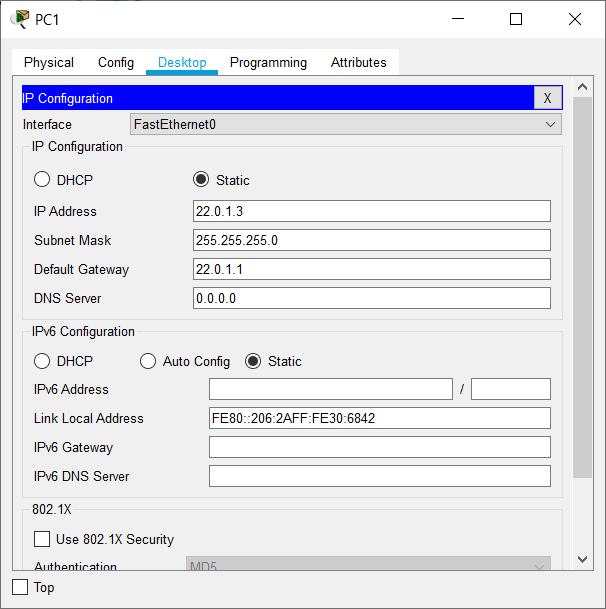 PC1
Physical Config Desktop Programming Attributes
IP Configuration X
Interface FastEthernet0
IP Configuration
DHCP Static
IP Address 22.0.1.3
Subnet Mask 255.255.255.0
Default Gateway 22.0.1.1
DNS Server 0.0.0.0
IPv6 Configuration
DHCP Auto Config Static
IPv6 Address /
Link Local Address FE80::206:2AFF:FE30:6842
IPv6 Gateway
IPv6 DNS Server
802.1X
Use 802.1X Security
Authentication MD5
Top